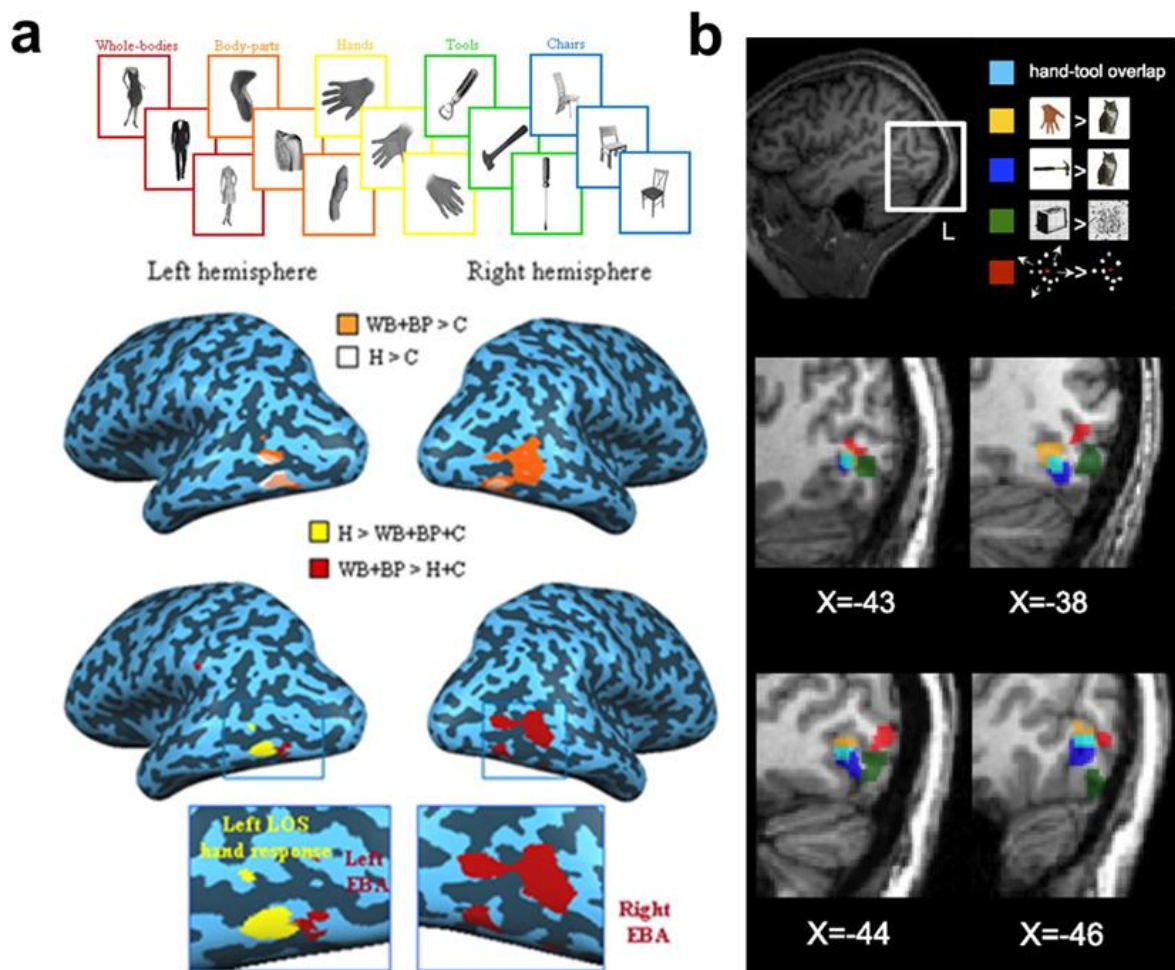 a
Whole-bodies Body-parts Hands Tools Chairs
Left hemisphere Right hemisphere
WB+BP > C
H > C
H > WB+BP+C
WB+BP > H+C
Left LOS
hand response
Left
EBA
Right
EBA
b
hand-tool overlap
>
>
>
>
L
X=-43 X=-38
X=-44 X=-46